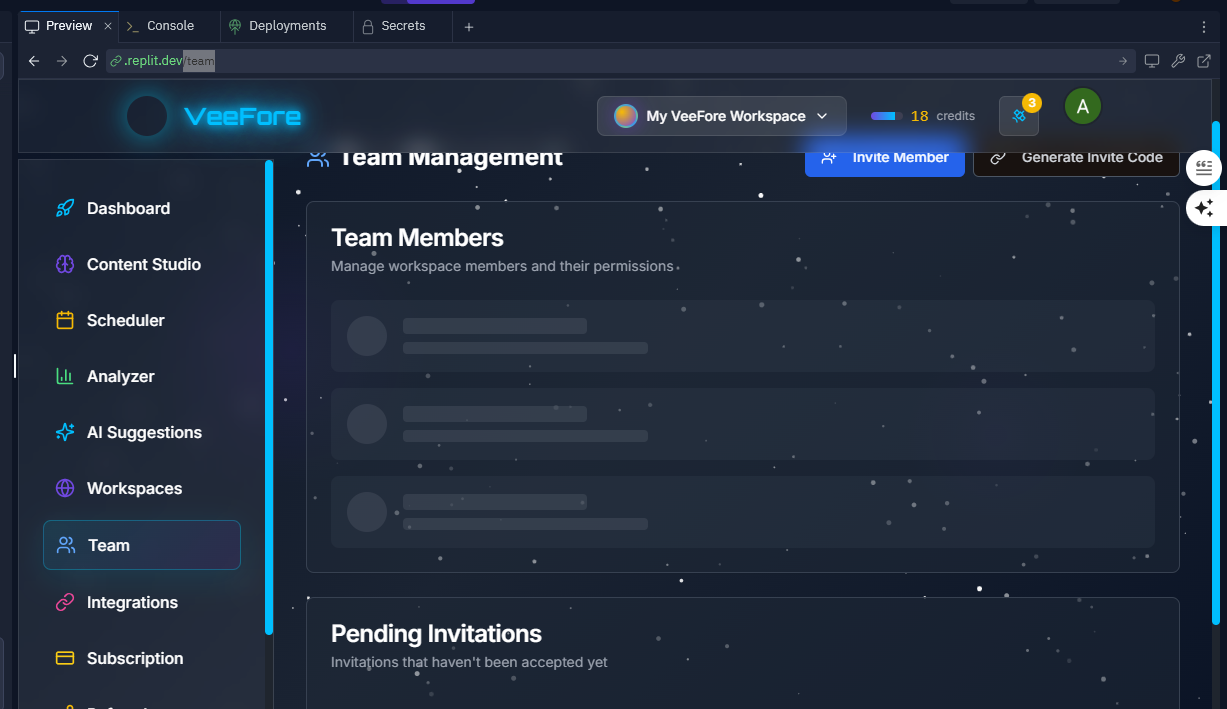 Preview
Console
Deployments
Secrets
.replit.dev/team
VeeFore
My VeeFore Workspace
18 credits
3
A
Team Management
Invite Member
Generate Invite Code
Dashboard
Content Studio
Scheduler
Analyzer
AI Suggestions
Workspaces
Team
Integrations
Subscription
Team Members
Manage workspace members and their permissions
Pending Invitations
Invitations that haven't been accepted yet